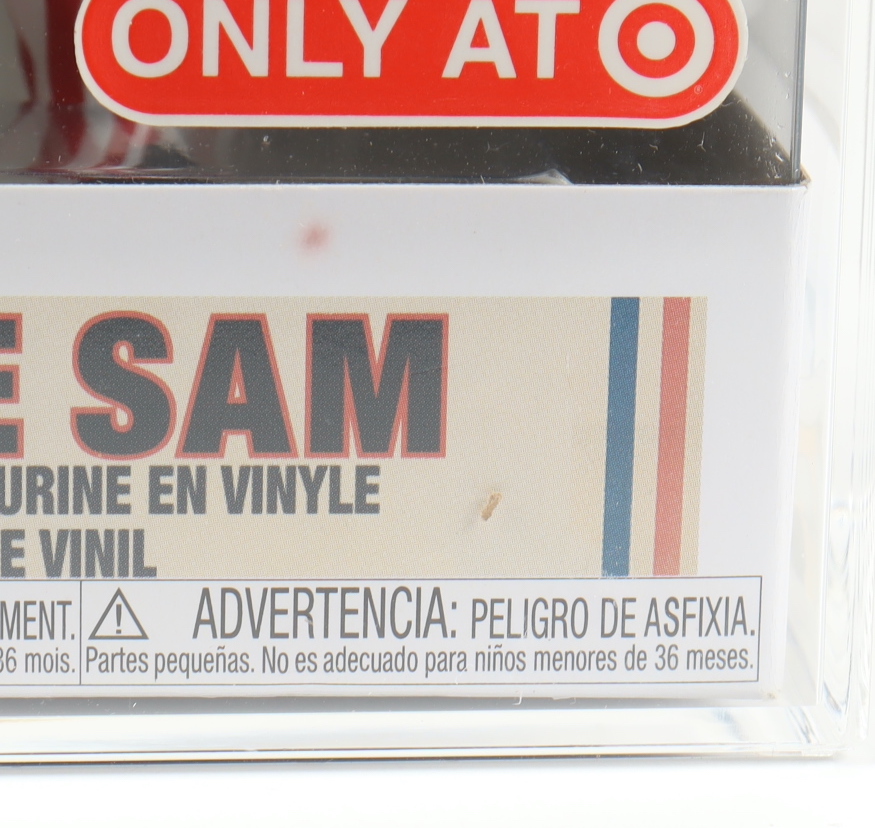 ONLY AT
E SAM
URINE EN VINYLE
E VINIL
MENT.
36 mois.
ADVERTENCIA: PELIGRO DE ASFIXIA.
Partes pequeñas. No es adecuado para niños menores de 36 meses.